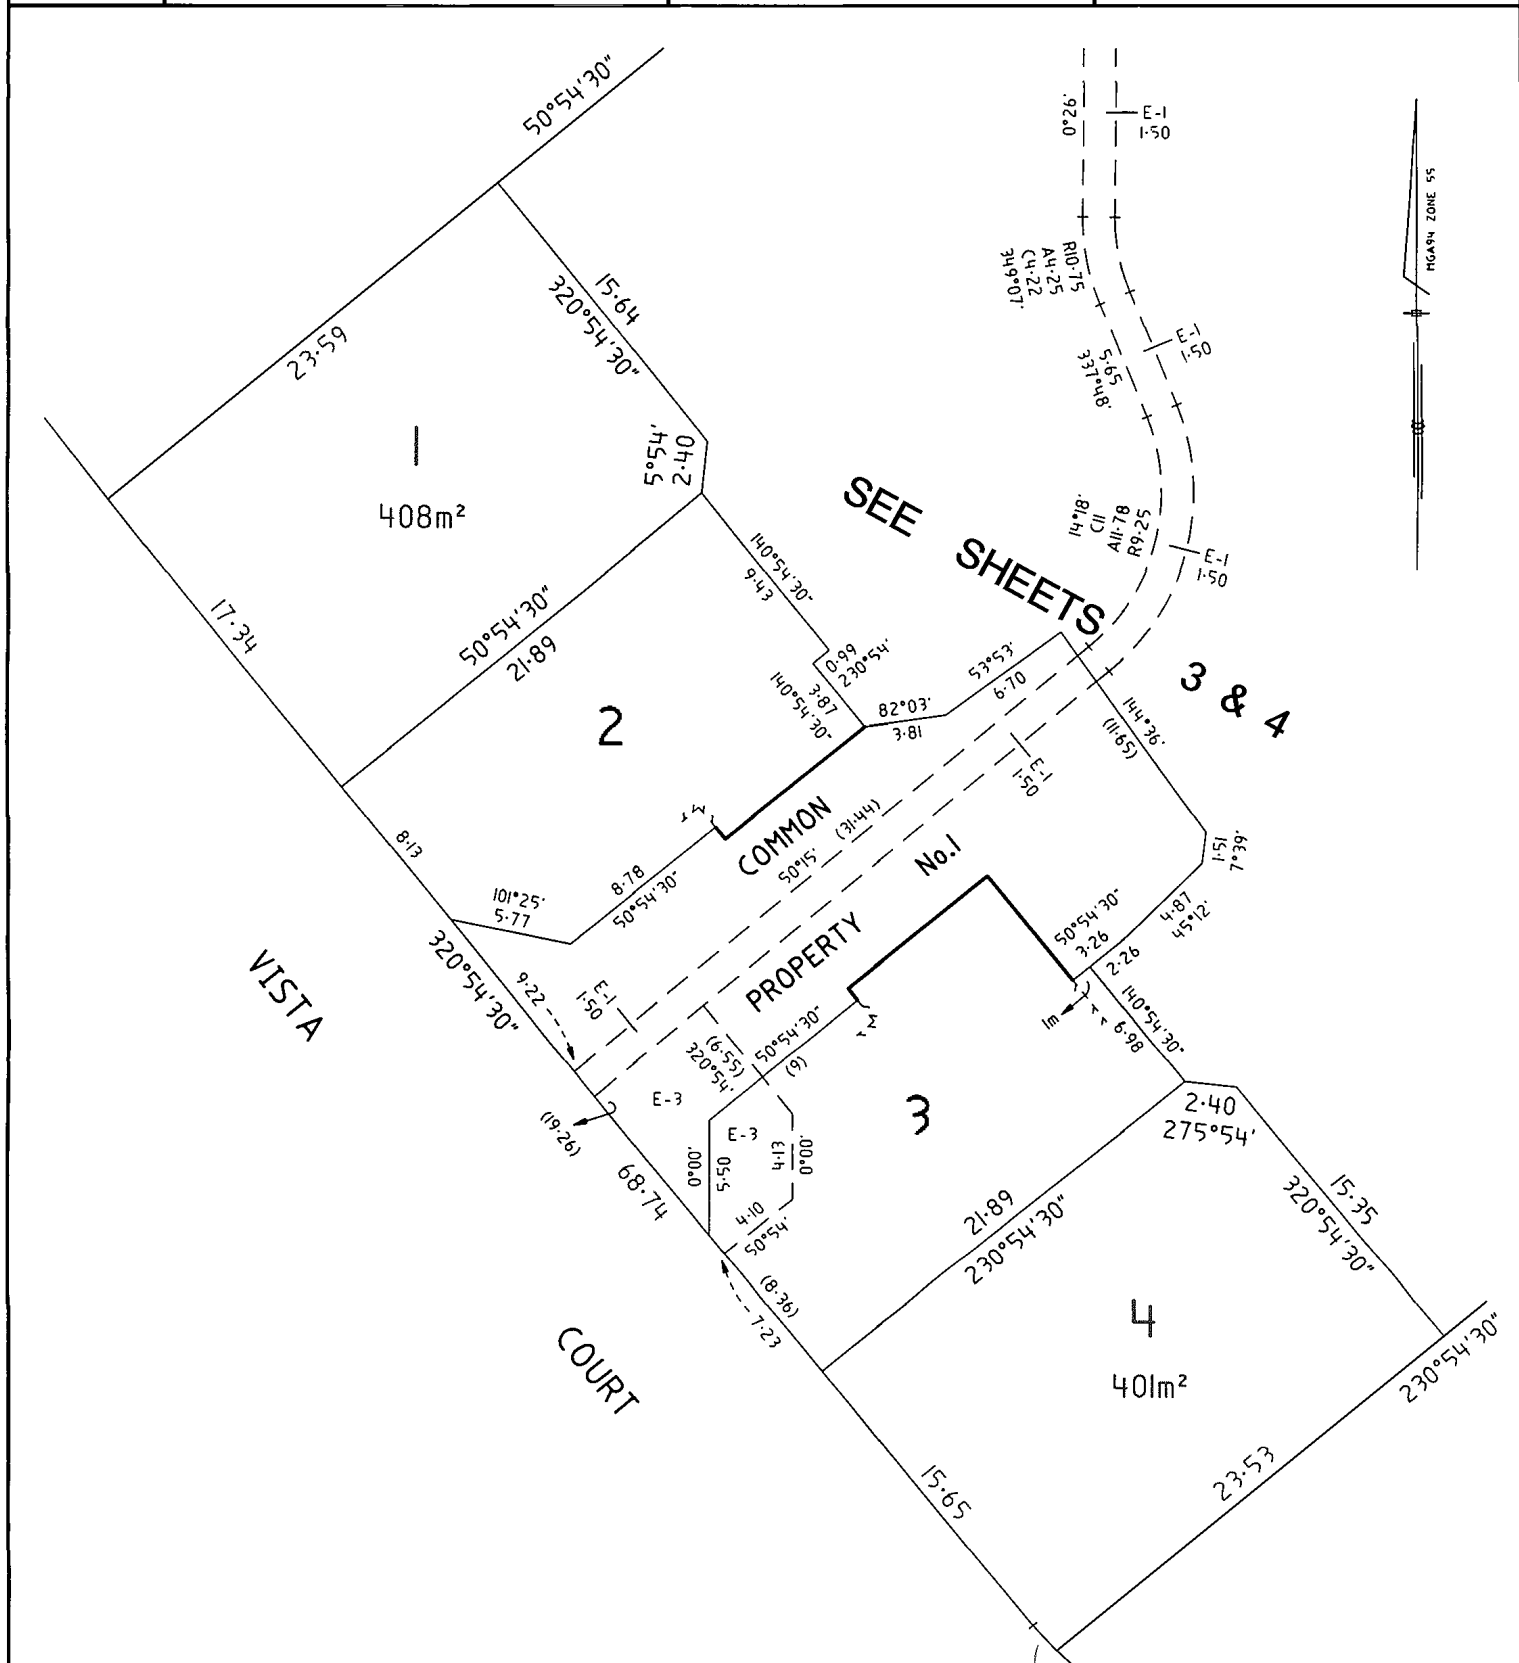 50°54'30"
0°26'
E-1
1·50
MGA94 ZONE 55
15·64
320°54'30"
R10·75
A4·25
C4·22
349°07'
23·59
E-1
1·50
5·65
337°48'
1
408m²
5°54'
2·40
SEE SHEETS
3 & 4
14°18'
C11
A11·78
R9·25
E-1
1·50
140°54'30"
9·43
17·34
50°54'30"
21·89
0·99
230°54'
3·87
140°54'30"
53°53'
6·70
82°03'
3·81
2
144°36'
(11·65)
E-1
1·50
8·13
COMMON
50°15' (31·44)
No.1
1·51
7°39'
101°25'
5·77
8·78
50°54'30"
4·87
45°12'
50°54'30"
3·26
2·26
PROPERTY
VISTA
320°54'30"
9·22
E-1
1·50
(6·55)
320°54'
50°54'30"
(9)
M
M
1m
140°54'30"
6·98
E-3
(19·26)
E-3
3
2·40
275°54'
0°00'
5·50
4·13
0°00'
68·74
4·10
50°54'
21·89
230°54'30"
15·35
320°54'30"
(8·36)
7·23
COURT
4
401m²
230°54'30"
15·65
23·53